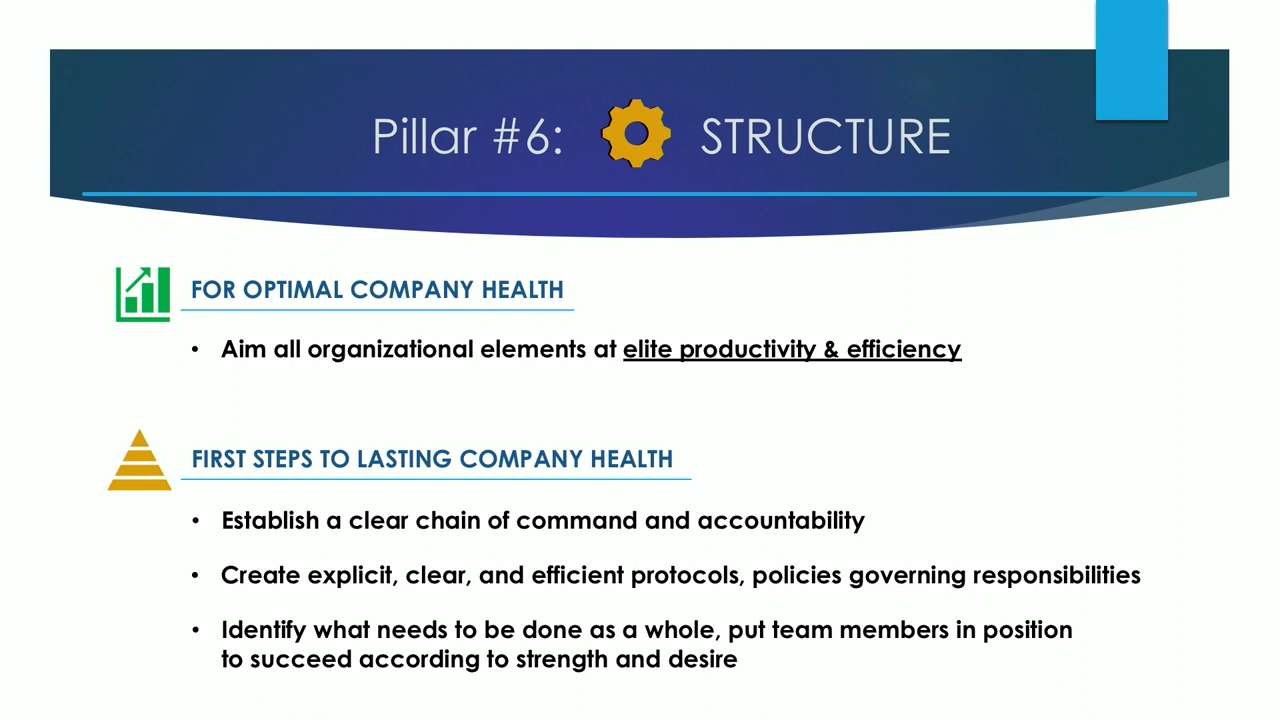 Pillar #6: STRUCTURE
FOR OPTIMAL COMPANY HEALTH
• Aim all organizational elements at elite productivity & efficiency
FIRST STEPS TO LASTING COMPANY HEALTH
• Establish a clear chain of command and accountability
• Create explicit, clear, and efficient protocols, policies governing responsibilities
• Identify what needs to be done as a whole, put team members in position
to succeed according to strength and desire